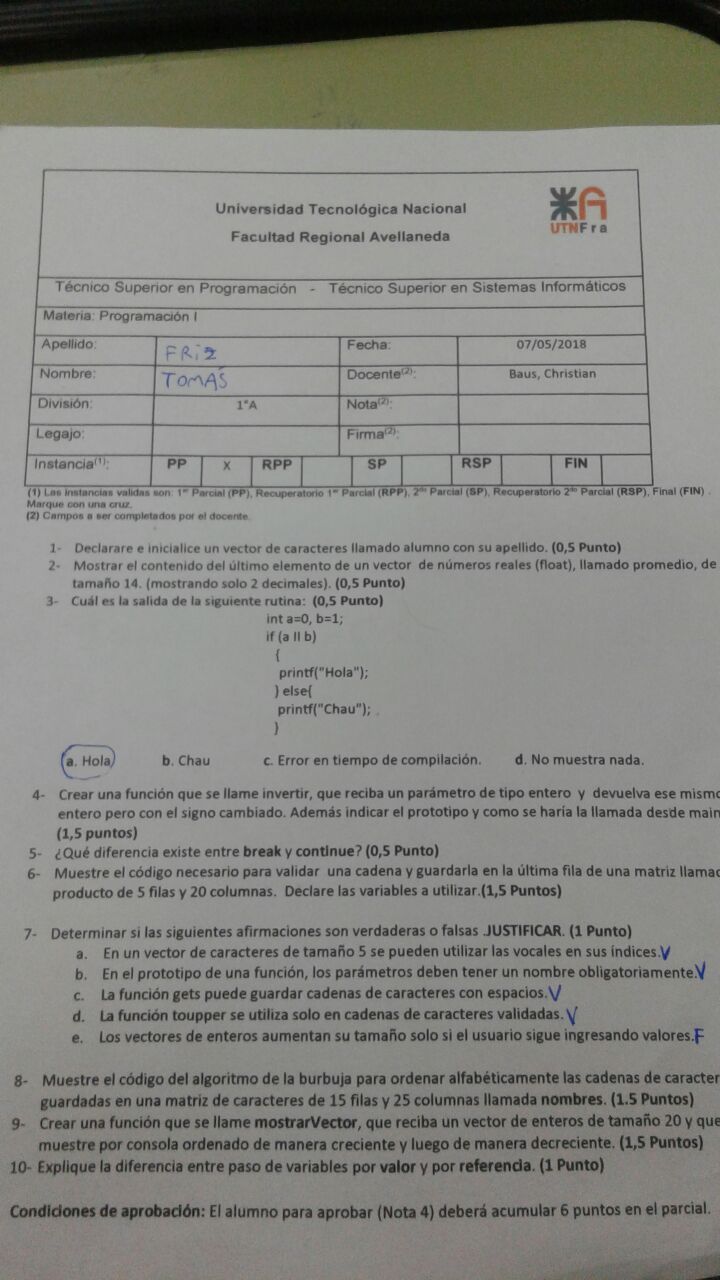 Universidad Tecnológica Nacional
Facultad Regional Avellaneda
UTNFra
Técnico Superior en Programación - Técnico Superior en Sistemas Informáticos
Materia: Programación I
Apellido: FRiz Fecha: 07/05/2018
Nombre: TOMAS Docente(2): Baus, Christian
División: 1°A Nota(2):
Legajo: Firma(2):
Instancia(1): PP X RPP SP RSP FIN
(1) Las instancias validas son: 1er Parcial (PP), Recuperatorio 1er Parcial (RPP), 2do Parcial (SP), Recuperatorio 2do Parcial (RSP), Final (FIN) .
Marque con una cruz.
(2) Campos a ser completados por el docente.
1- Declarare e inicialice un vector de caracteres llamado alumno con su apellido. (0,5 Punto)
2- Mostrar el contenido del último elemento de un vector de números reales (float), llamado promedio, de
tamaño 14. (mostrando solo 2 decimales). (0,5 Punto)
3- Cuál es la salida de la siguiente rutina: (0,5 Punto)
int a=0, b=1;
if (a ll b)
{
printf("Hola");
} else{
printf("Chau");
}
a. Hola b. Chau c. Error en tiempo de compilación. d. No muestra nada.
4- Crear una función que se llame invertir, que reciba un parámetro de tipo entero y devuelva ese mismo
entero pero con el signo cambiado. Además indicar el prototipo y como se haría la llamada desde main
(1,5 puntos)
5- ¿Qué diferencia existe entre break y continue? (0,5 Punto)
6- Muestre el código necesario para validar una cadena y guardarla en la última fila de una matriz llamad
producto de 5 filas y 20 columnas. Declare las variables a utilizar.(1,5 Puntos)
7- Determinar si las siguientes afirmaciones son verdaderas o falsas .JUSTIFICAR. (1 Punto)
a. En un vector de caracteres de tamaño 5 se pueden utilizar las vocales en sus índices. V
b. En el prototipo de una función, los parámetros deben tener un nombre obligatoriamente. V
c. La función gets puede guardar cadenas de caracteres con espacios. V
d. La función toupper se utiliza solo en cadenas de caracteres validadas. V
e. Los vectores de enteros aumentan su tamaño solo si el usuario sigue ingresando valores. F
8- Muestre el código del algoritmo de la burbuja para ordenar alfabéticamente las cadenas de caracter
guardadas en una matriz de caracteres de 15 filas y 25 columnas llamada nombres. (1.5 Puntos)
9- Crear una función que se llame mostrarVector, que reciba un vector de enteros de tamaño 20 y que
muestre por consola ordenado de manera creciente y luego de manera decreciente. (1,5 Puntos)
10- Explique la diferencia entre paso de variables por valor y por referencia. (1 Punto)
Condiciones de aprobación: El alumno para aprobar (Nota 4) deberá acumular 6 puntos en el parcial.